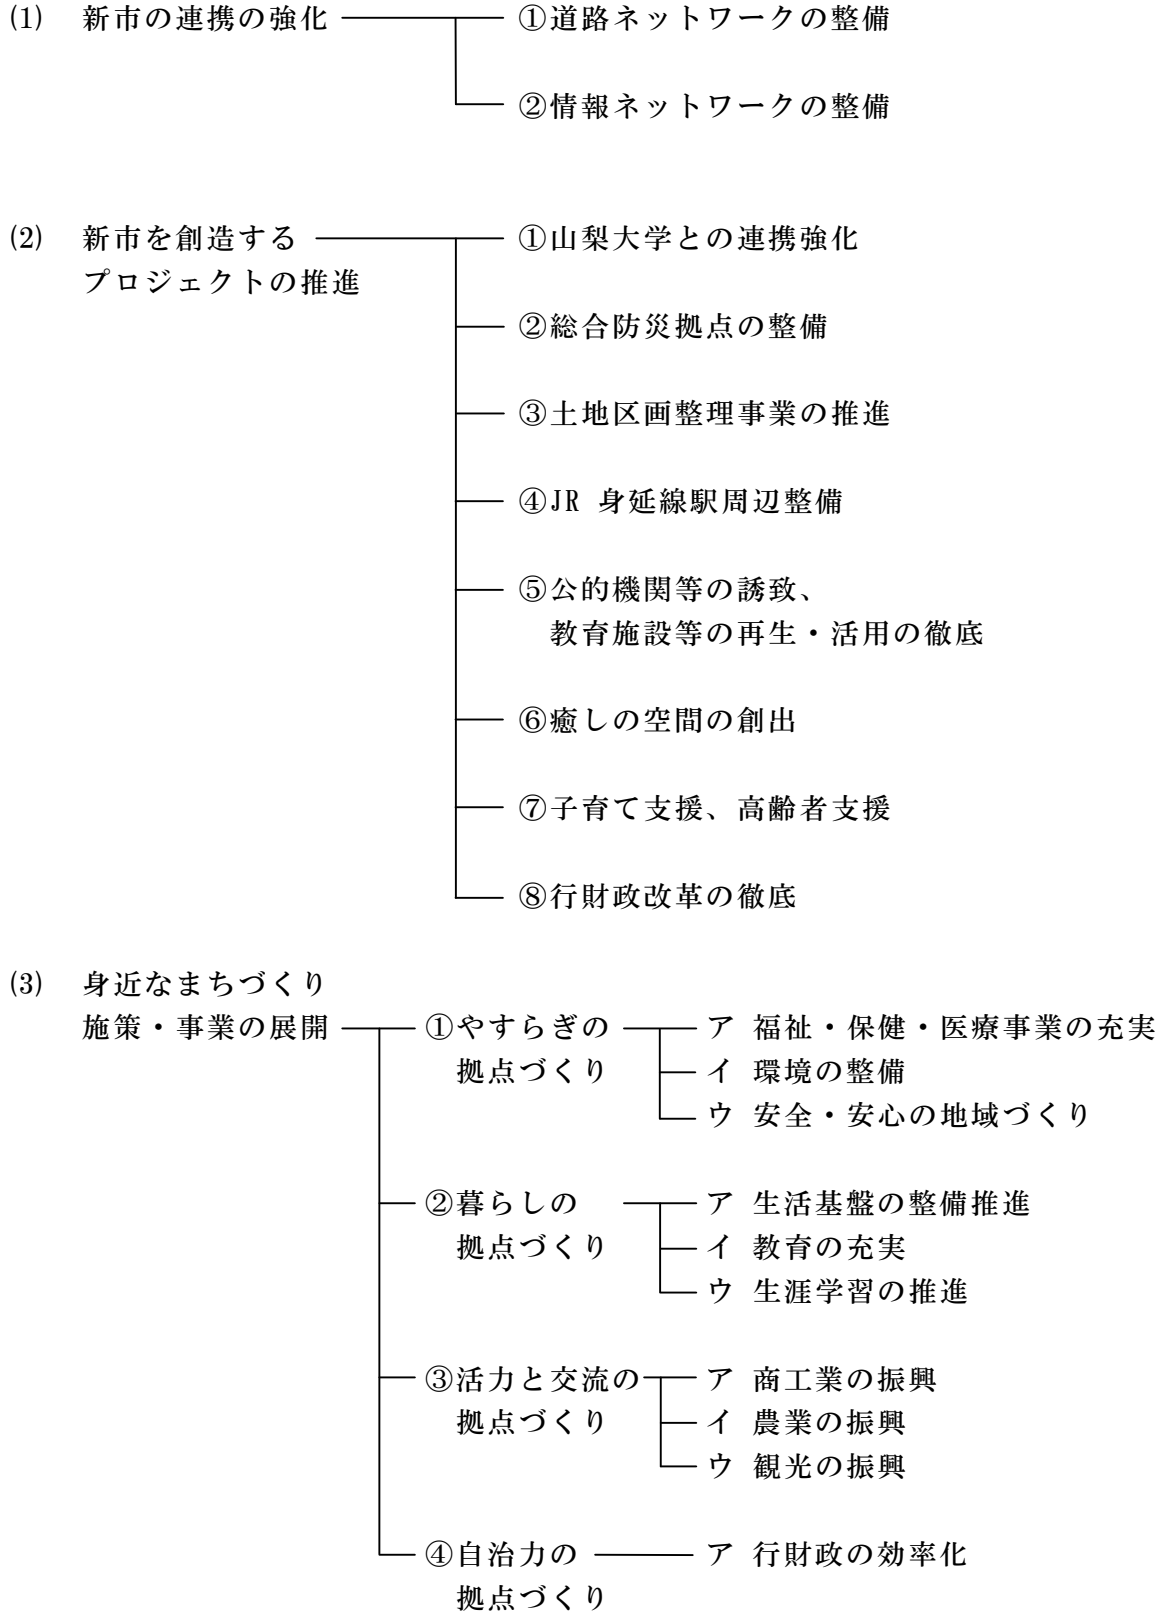 (1) 新市の連携の強化 ①道路ネットワークの整備
②情報ネットワークの整備
(2) 新市を創造する ①山梨大学との連携強化
プロジェクトの推進
②総合防災拠点の整備
③土地区画整理事業の推進
④JR 身延線駅周辺整備
⑤公的機関等の誘致、
教育施設等の再生・活用の徹底
⑥癒しの空間の創出
⑦子育て支援、高齢者支援
⑧行財政改革の徹底
(3) 身近なまちづくり
施策・事業の展開 ①やすらぎの ア 福祉・保健・医療事業の充実
拠点づくり イ 環境の整備
ウ 安全・安心の地域づくり
②暮らしの ア 生活基盤の整備推進
拠点づくり イ 教育の充実
ウ 生涯学習の推進
③活力と交流の ア 商工業の振興
拠点づくり イ 農業の振興
ウ 観光の振興
④自治力の ア 行財政の効率化
拠点づくり